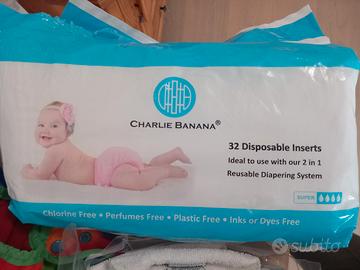 CHARLIE BANANA®
32 Disposable Inserts
Ideal to use with our 2 in 1
Reusable Diapering System
SUPER
Chlorine Free • Perfumes Free • Plastic Free • Inks or Dyes Free
subito